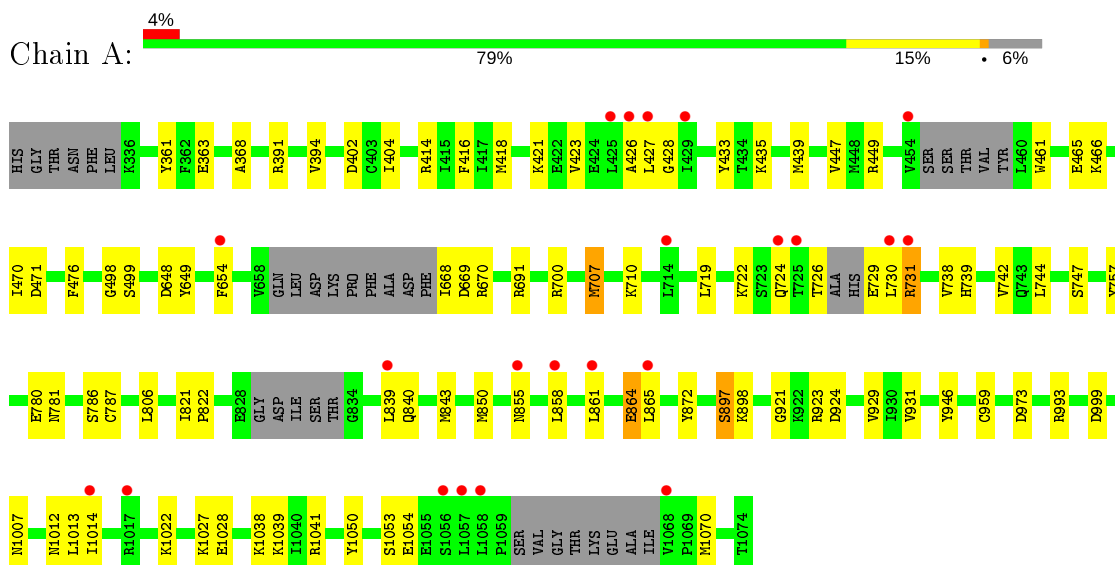 4%
Chain A:
79% 15% • 6%
HIS GLY THR ASN PHE LEU K336 Y361 F362 E363 A368 R391 V394 D402 C403 I404 R414 I415 F416 I417 M418 K421 E422 V423 E424 L425 A426 L427 G428 I429 Y433 T434 K435 M439 V447 M448 R449 V454 SER SER THR VAL TYR L460 W461 E465 K466
I470 D471 F476 G498 S499 D648 Y649 F654 V658 GLN LEU ASP LYS PRO PHE ALA ASP PHE I668 D669 R670 R691 R700 M707 K710 L714 L719 K722 S723 Q724 T725 T726 ALA HIS E729 L730 R731 V738 H739 V742 Q743 L744 S747 Y757
E780 N781 S786 C787 L806 I821 P822 E828 GLY ASP ILE SER THR G834 L839 Q840 M843 M850 N855 L858 L861 E864 L865 Y872 S897 K898 G921 K922 R923 D924 V929 I930 V931 Y946 C959 D973 R993 D999
N1007 N1012 L1013 I1014 R1017 K1022 K1027 E1028 K1038 K1039 I1040 R1041 Y1050 S1053 E1054 E1055 S1056 L1057 L1058 P1059 SER VAL GLY THR LYS GLU ALA ILE V1068 P1069 M1070 T1074